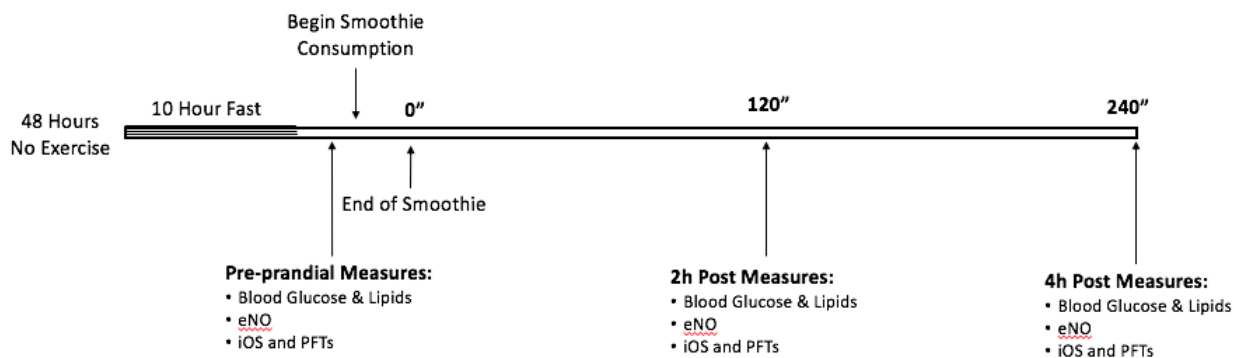 Begin Smoothie
Consumption
48 Hours
No Exercise
10 Hour Fast
0”
120”
240”
End of Smoothie
Pre-prandial Measures:
• Blood Glucose & Lipids
• eNO
• iOS and PFTs
2h Post Measures:
• Blood Glucose & Lipids
• eNO
• iOS and PFTs
4h Post Measures:
• Blood Glucose & Lipids
• eNO
• iOS and PFTs